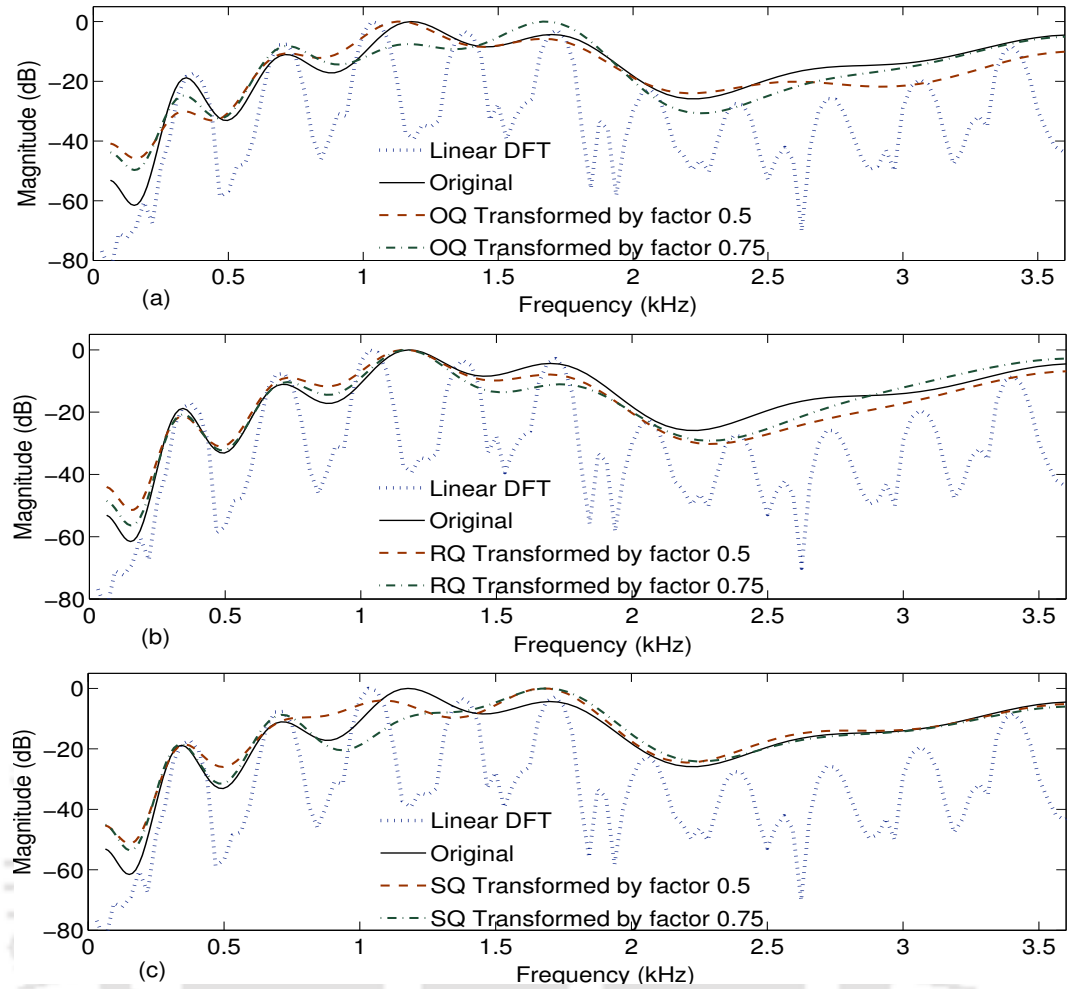 0
−20
−40
−60
−80
Magnitude (dB)
Linear DFT
Original
OQ Transformed by factor 0.5
OQ Transformed by factor 0.75
0 0.5 1 1.5 2 2.5 3 3.5
Frequency (kHz)
(a)
0
−20
−40
−60
−80
Magnitude (dB)
Linear DFT
Original
RQ Transformed by factor 0.5
RQ Transformed by factor 0.75
0 0.5 1 1.5 2 2.5 3 3.5
Frequency (kHz)
(b)
0
−20
−40
−60
−80
Magnitude (dB)
Linear DFT
Original
SQ Transformed by factor 0.5
SQ Transformed by factor 0.75
0 0.5 1 1.5 2 2.5 3 3.5
Frequency (kHz)
(c)